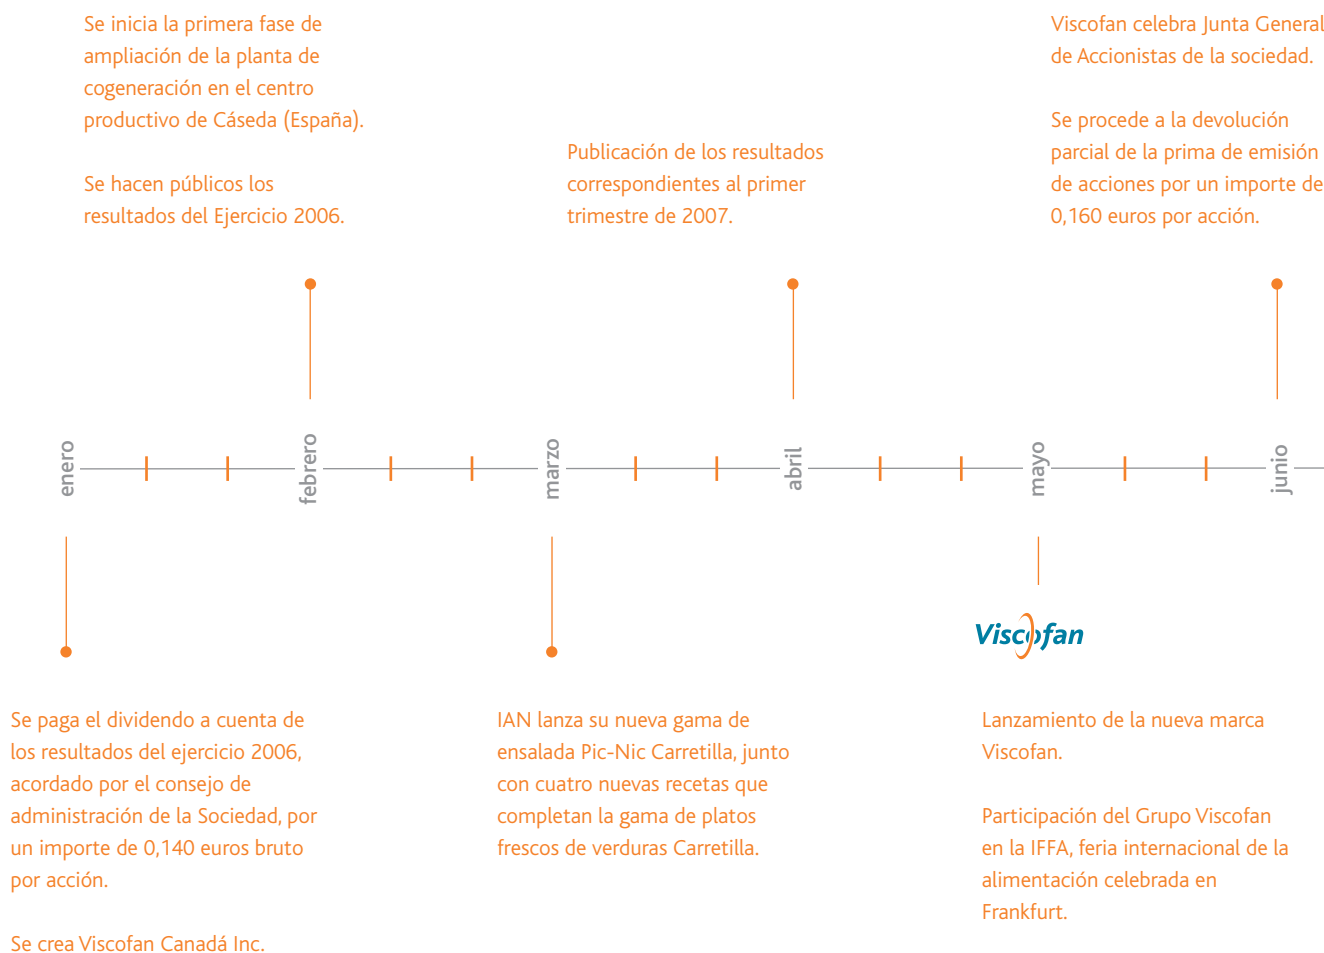 Se inicia la primera fase de
ampliación de la planta de
cogeneración en el centro
productivo de Cáseda (España).
Se hacen públicos los
resultados del Ejercicio 2006.
Publicación de los resultados
correspondientes al primer
trimestre de 2007.
Viscofan celebra Junta General
de Accionistas de la sociedad.
Se procede a la devolución
parcial de la prima de emisión
de acciones por un importe de
0,160 euros por acción.
enero
febrero
marzo
abril
mayo
junio
Viscofan
Se paga el dividendo a cuenta de
los resultados del ejercicio 2006,
acordado por el consejo de
administración de la Sociedad, por
un importe de 0,140 euros bruto
por acción.
Se crea Viscofan Canadá Inc.
IAN lanza su nueva gama de
ensalada Pic-Nic Carretilla, junto
con cuatro nuevas recetas que
completan la gama de platos
frescos de verduras Carretilla.
Lanzamiento de la nueva marca
Viscofan.
Participación del Grupo Viscofan
en la IFFA, feria internacional de la
alimentación celebrada en
Frankfurt.